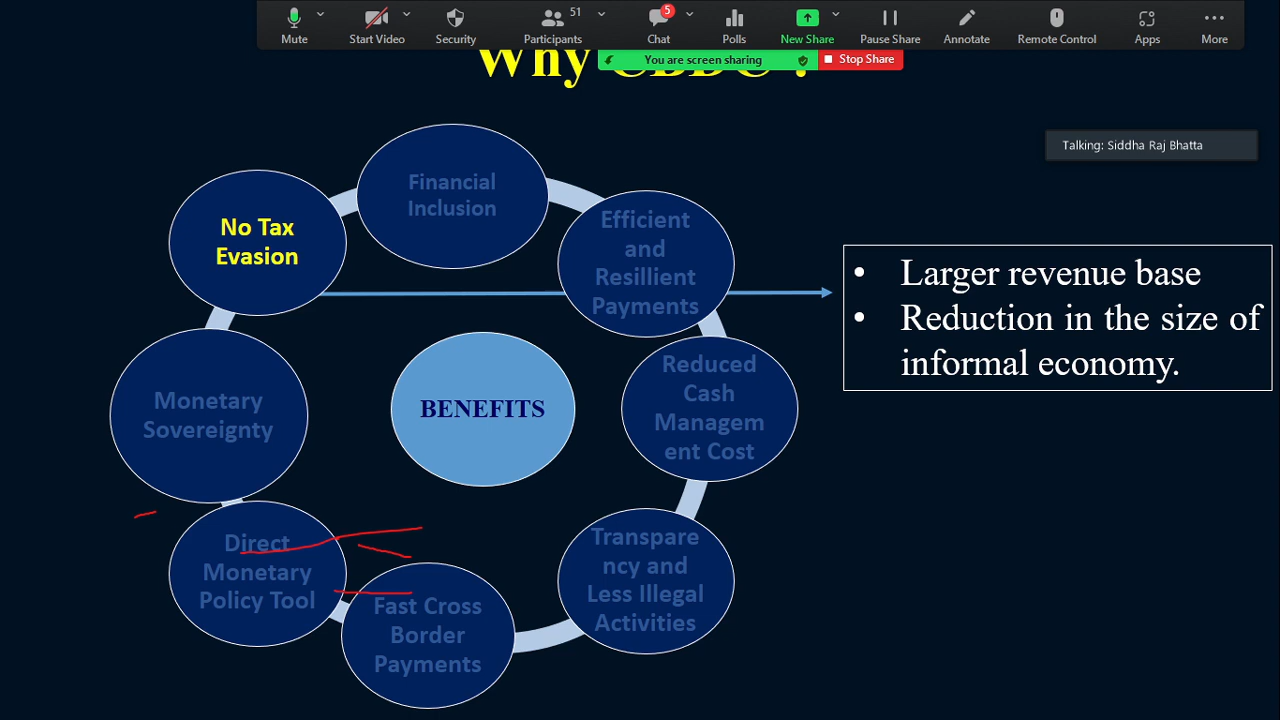 Mute
Start Video
Security
Participants
51
Chat
5
Polls
New Share
Pause Share
Annotate
Remote Control
Apps
More
Why CBDC ?
You are screen sharing
Stop Share
Talking: Siddha Raj Bhatta
Financial
Inclusion
Efficient
and
Resillient
Payments
Reduced
Cash
Managem
ent Cost
Transpare
ncy and
Less Illegal
Activities
Fast Cross
Border
Payments
Direct
Monetary
Policy Tool
Monetary
Sovereignty
No Tax
Evasion
BENEFITS
• Larger revenue base
• Reduction in the size of
informal economy.